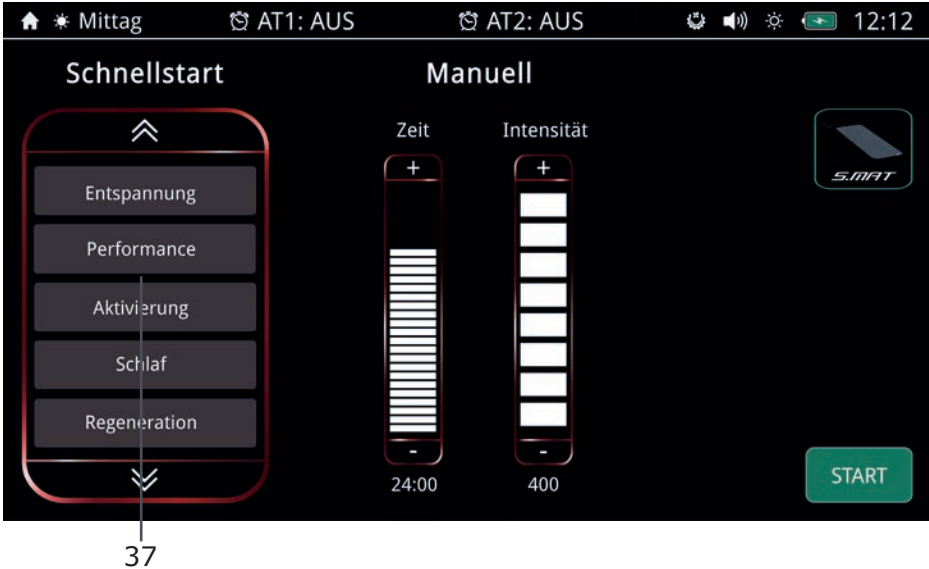 Mittag AT1: AUS AT2: AUS 12:12
Schnellstart Manuell
Zeit Intensität
+ +
S.MAT
Entspannung
Performance
Aktivierung
Schlaf
Regeneration
- -
24:00 400
START
37